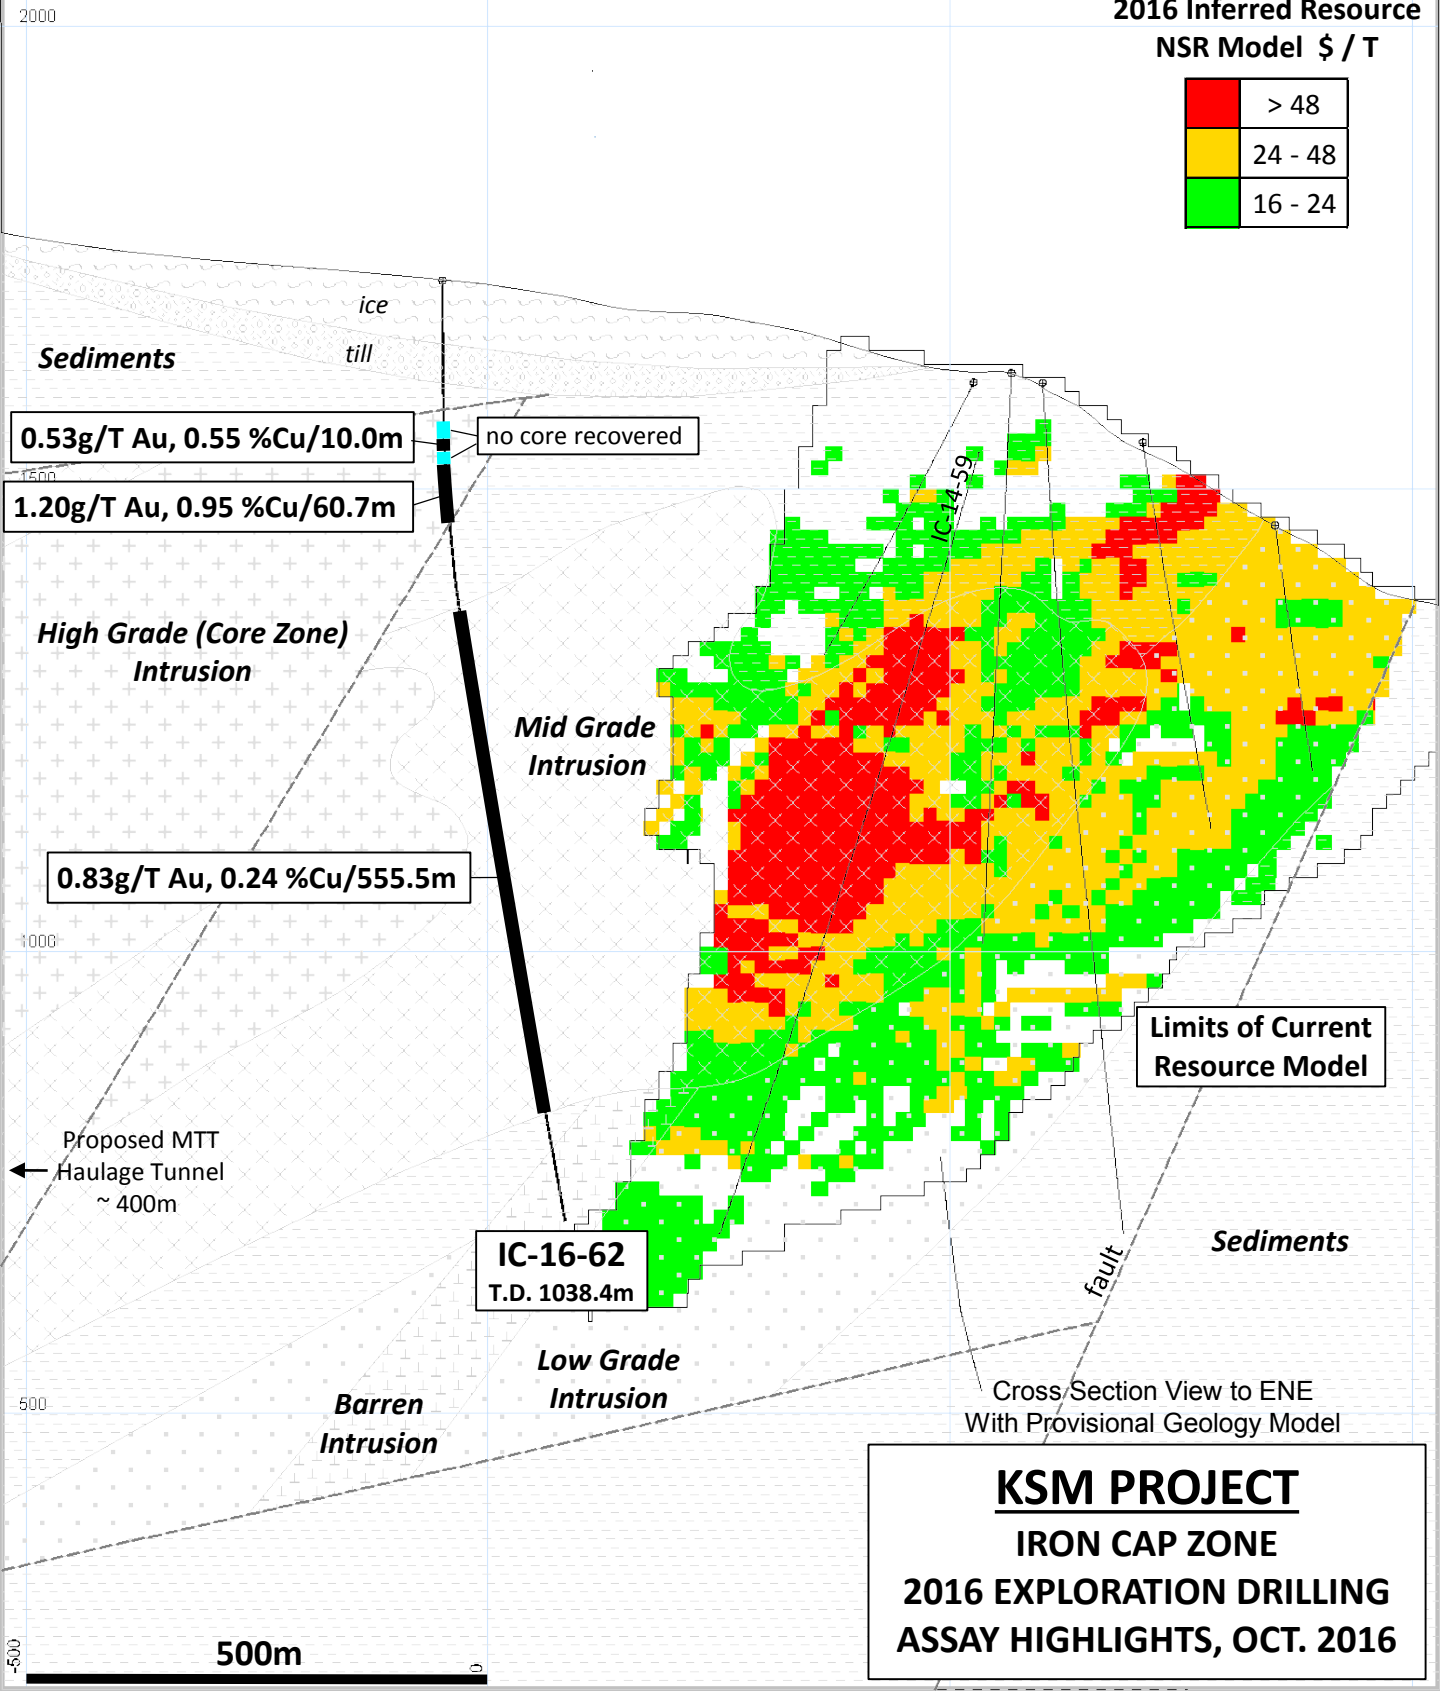 2000
2016 Inferred Resource
NSR Model $ / T
> 48
24 - 48
16 - 24
ice
till
Sediments
0.53g/T Au, 0.55 %Cu/10.0m
no core recovered
1500
1.20g/T Au, 0.95 %Cu/60.7m
IC-14-59
High Grade (Core Zone)
Intrusion
Mid Grade
Intrusion
0.83g/T Au, 0.24 %Cu/555.5m
1000
Limits of Current
Resource Model
Proposed MTT
Haulage Tunnel
~ 400m
IC-16-62
T.D. 1038.4m
Sediments
fault
Low Grade
Intrusion
Barren
Intrusion
500
Cross Section View to ENE
With Provisional Geology Model
KSM PROJECT
IRON CAP ZONE
2016 EXPLORATION DRILLING
ASSAY HIGHLIGHTS, OCT. 2016
-500
500m
0